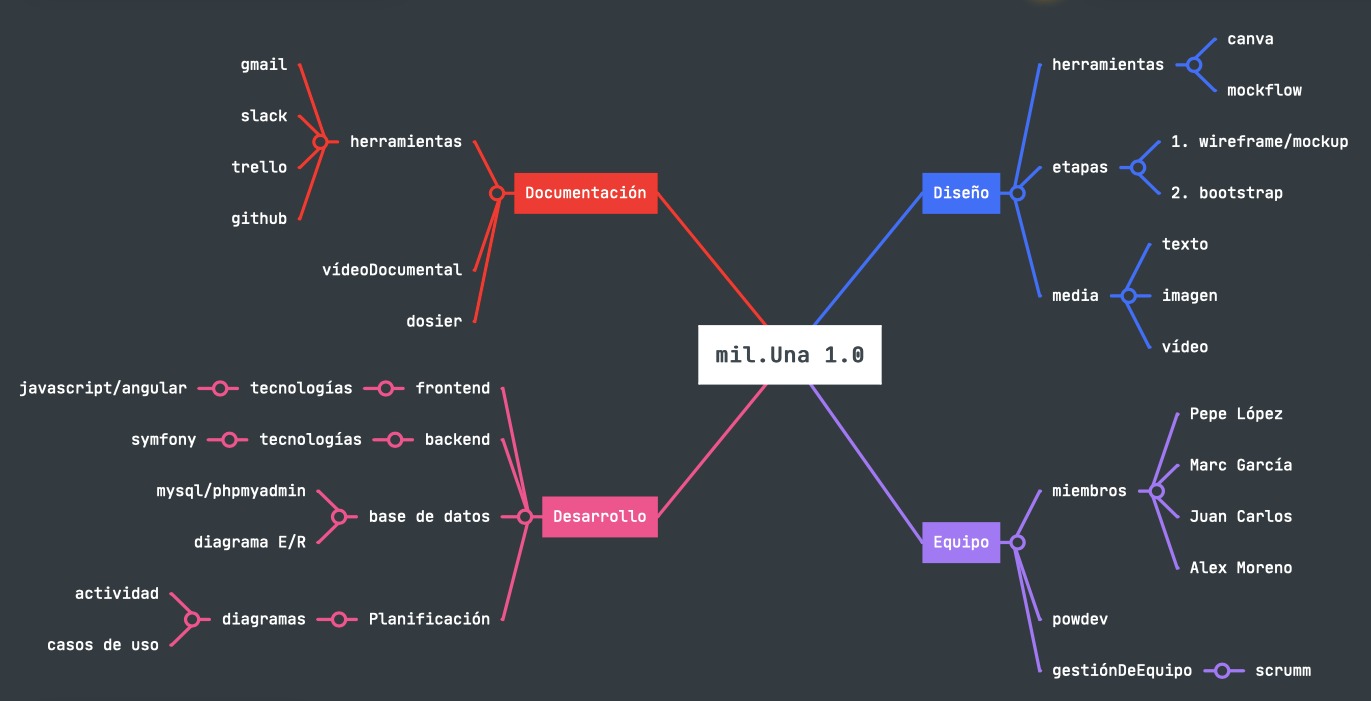 mil.Una 1.0
Documentación
herramientas
gmail
slack
trello
github
vídeoDocumental
dosier
Diseño
herramientas
canva
mockflow
etapas
1. wireframe/mockup
2. bootstrap
media
texto
imagen
vídeo
Desarrollo
frontend
tecnologías
javascript/angular
backend
tecnologías
symfony
base de datos
mysql/phpmyadmin
diagrama E/R
Planificación
diagramas
actividad
casos de uso
Equipo
miembros
Pepe López
Marc García
Juan Carlos
Alex Moreno
powdev
gestiónDeEquipo
scrumm